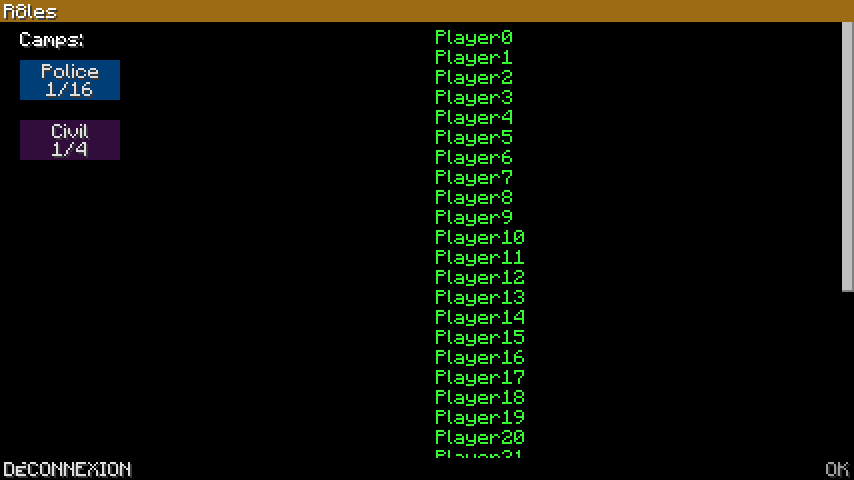 Rôles
Camps:
Police
1/16
Civil
1/4
Player0
Player1
Player2
Player3
Player4
Player5
Player6
Player7
Player8
Player9
Player10
Player11
Player12
Player13
Player14
Player15
Player16
Player17
Player18
Player19
Player20
Player21
DéCONNEXION
OK